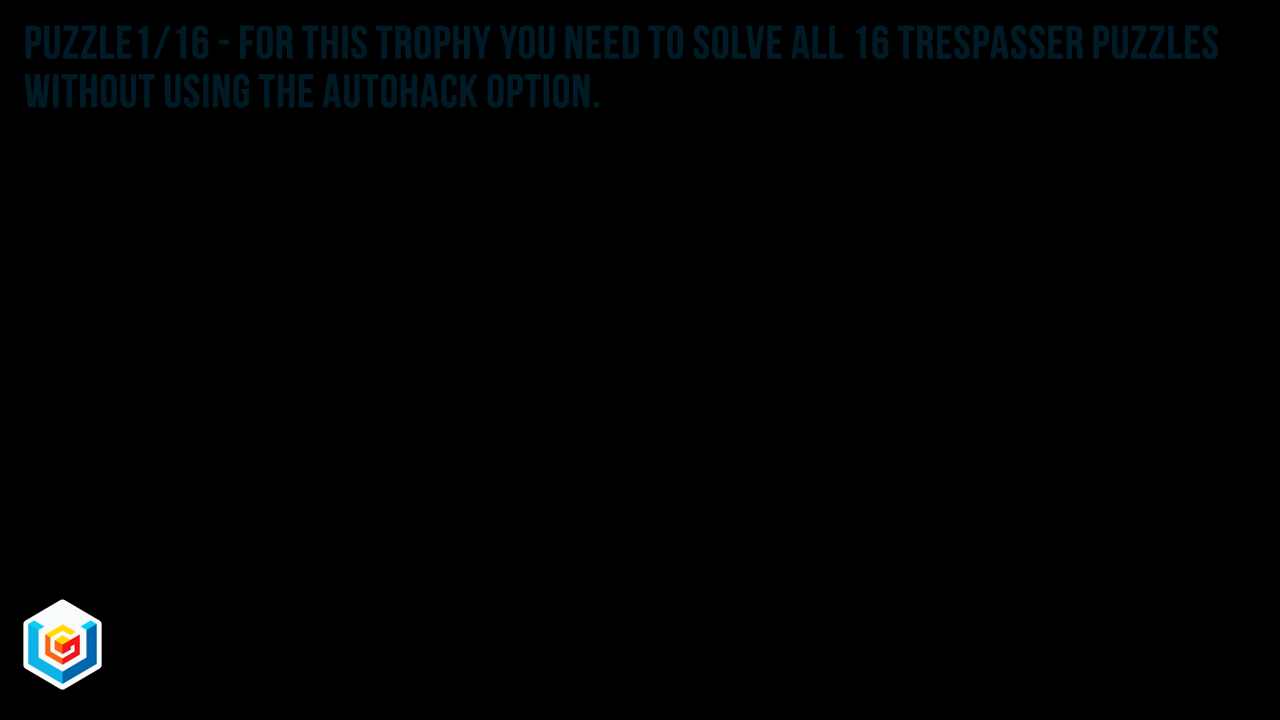 PUZZLE 1/16 - FOR THIS TROPHY YOU NEED TO SOLVE ALL 16 TRESPASSER PUZZLES
WITHOUT USING THE AUTOHACK OPTION.